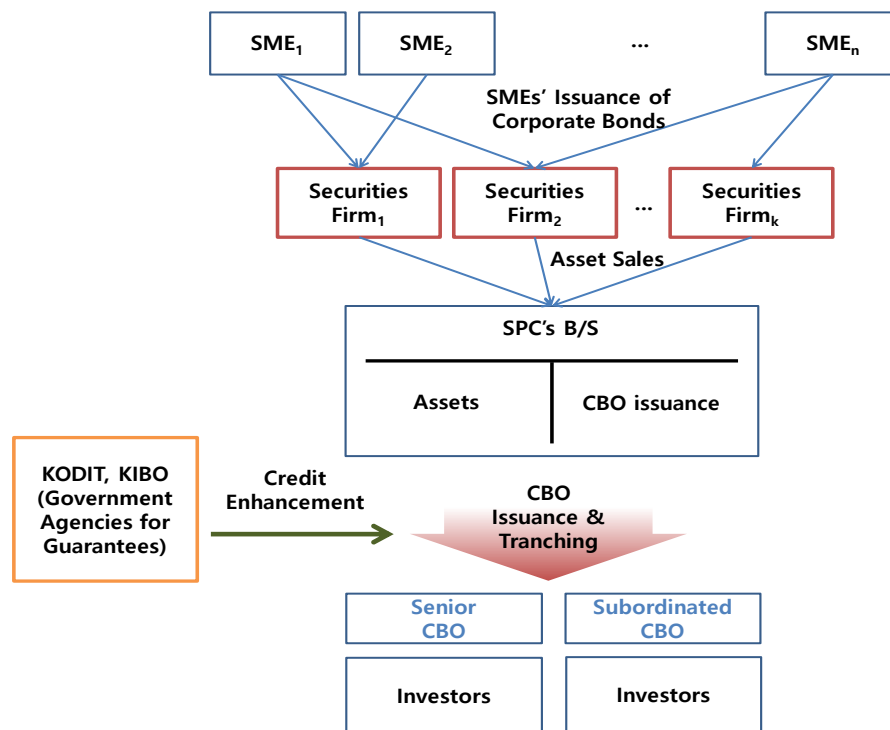 SME1
SME2
...
SMEn
SMEs' Issuance of
Corporate Bonds
Securities
Firm1
Securities
Firm2
...
Securities
Firmk
Asset Sales
SPC's B/S
Assets
CBO issuance
KODIT, KIBO
(Government
Agencies for
Guarantees)
Credit
Enhancement
CBO
Issuance &
Tranching
Senior
CBO
Subordinated
CBO
Investors
Investors